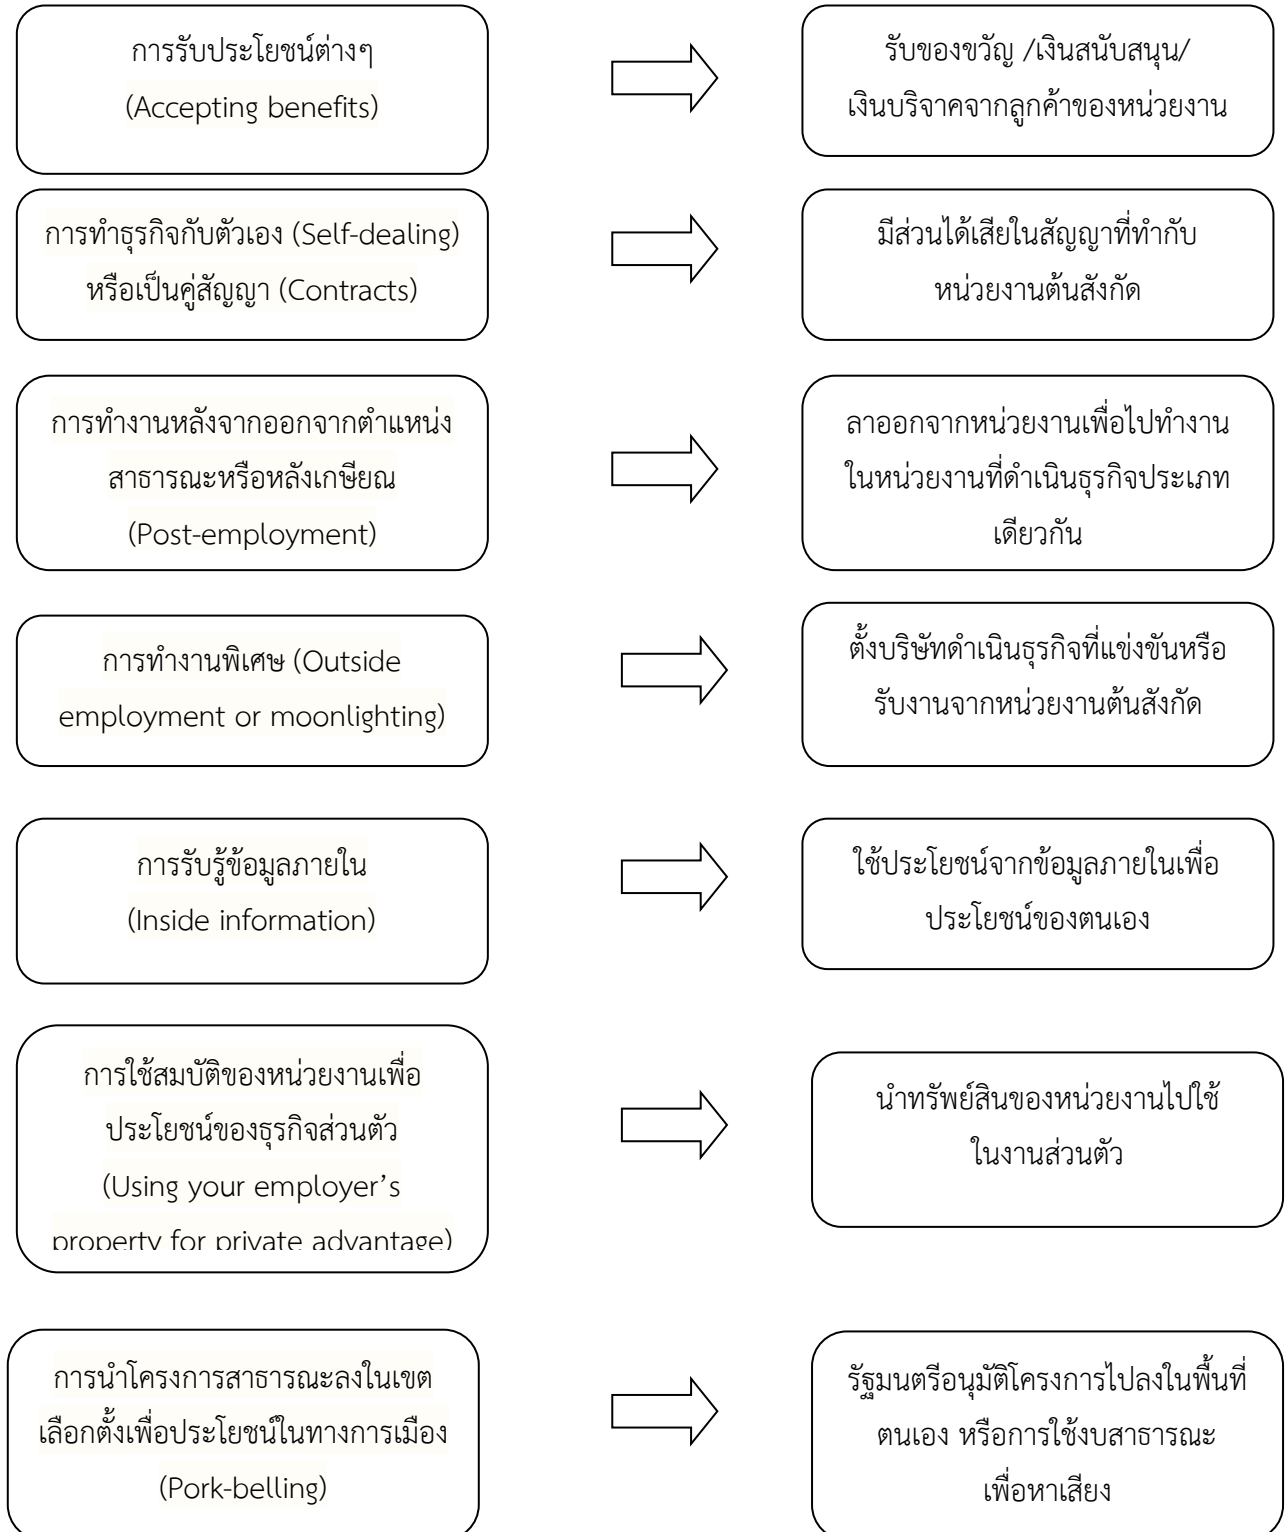 การรับประโยชน์ต่างๆ
(Accepting benefits)
รับของขวัญ /เงินสนับสนุน/
เงินบริจาคจากลูกค้าของหน่วยงาน
การทำธุรกิจกับตัวเอง (Self-dealing)
หรือเป็นคู่สัญญา (Contracts)
มีส่วนได้เสียในสัญญาที่ทำกับ
หน่วยงานต้นสังกัด
การทำงานหลังจากออกจากตำแหน่ง
สาธารณะหรือหลังเกษียณ
(Post-employment)
ลาออกจากหน่วยงานเพื่อไปทำงาน
ในหน่วยงานที่ดำเนินธุรกิจประเภท
เดียวกัน
การทำงานพิเศษ (Outside
employment or moonlighting)
ตั้งบริษัทดำเนินธุรกิจที่แข่งขันหรือ
รับงานจากหน่วยงานต้นสังกัด
การรับรู้ข้อมูลภายใน
(Inside information)
ใช้ประโยชน์จากข้อมูลภายในเพื่อ
ประโยชน์ของตนเอง
การใช้สมบัติของหน่วยงานเพื่อ
ประโยชน์ของธุรกิจส่วนตัว
(Using your employer’s
property for private advantage)
นำทรัพย์สินของหน่วยงานไปใช้
ในงานส่วนตัว
การนำโครงการสาธารณะลงในเขต
เลือกตั้งเพื่อประโยชน์ในทางการเมือง
(Pork-belling)
รัฐมนตรีอนุมัติโครงการไปลงในพื้นที่
ตนเอง หรือการใช้งบสาธารณะ
เพื่อหาเสียง